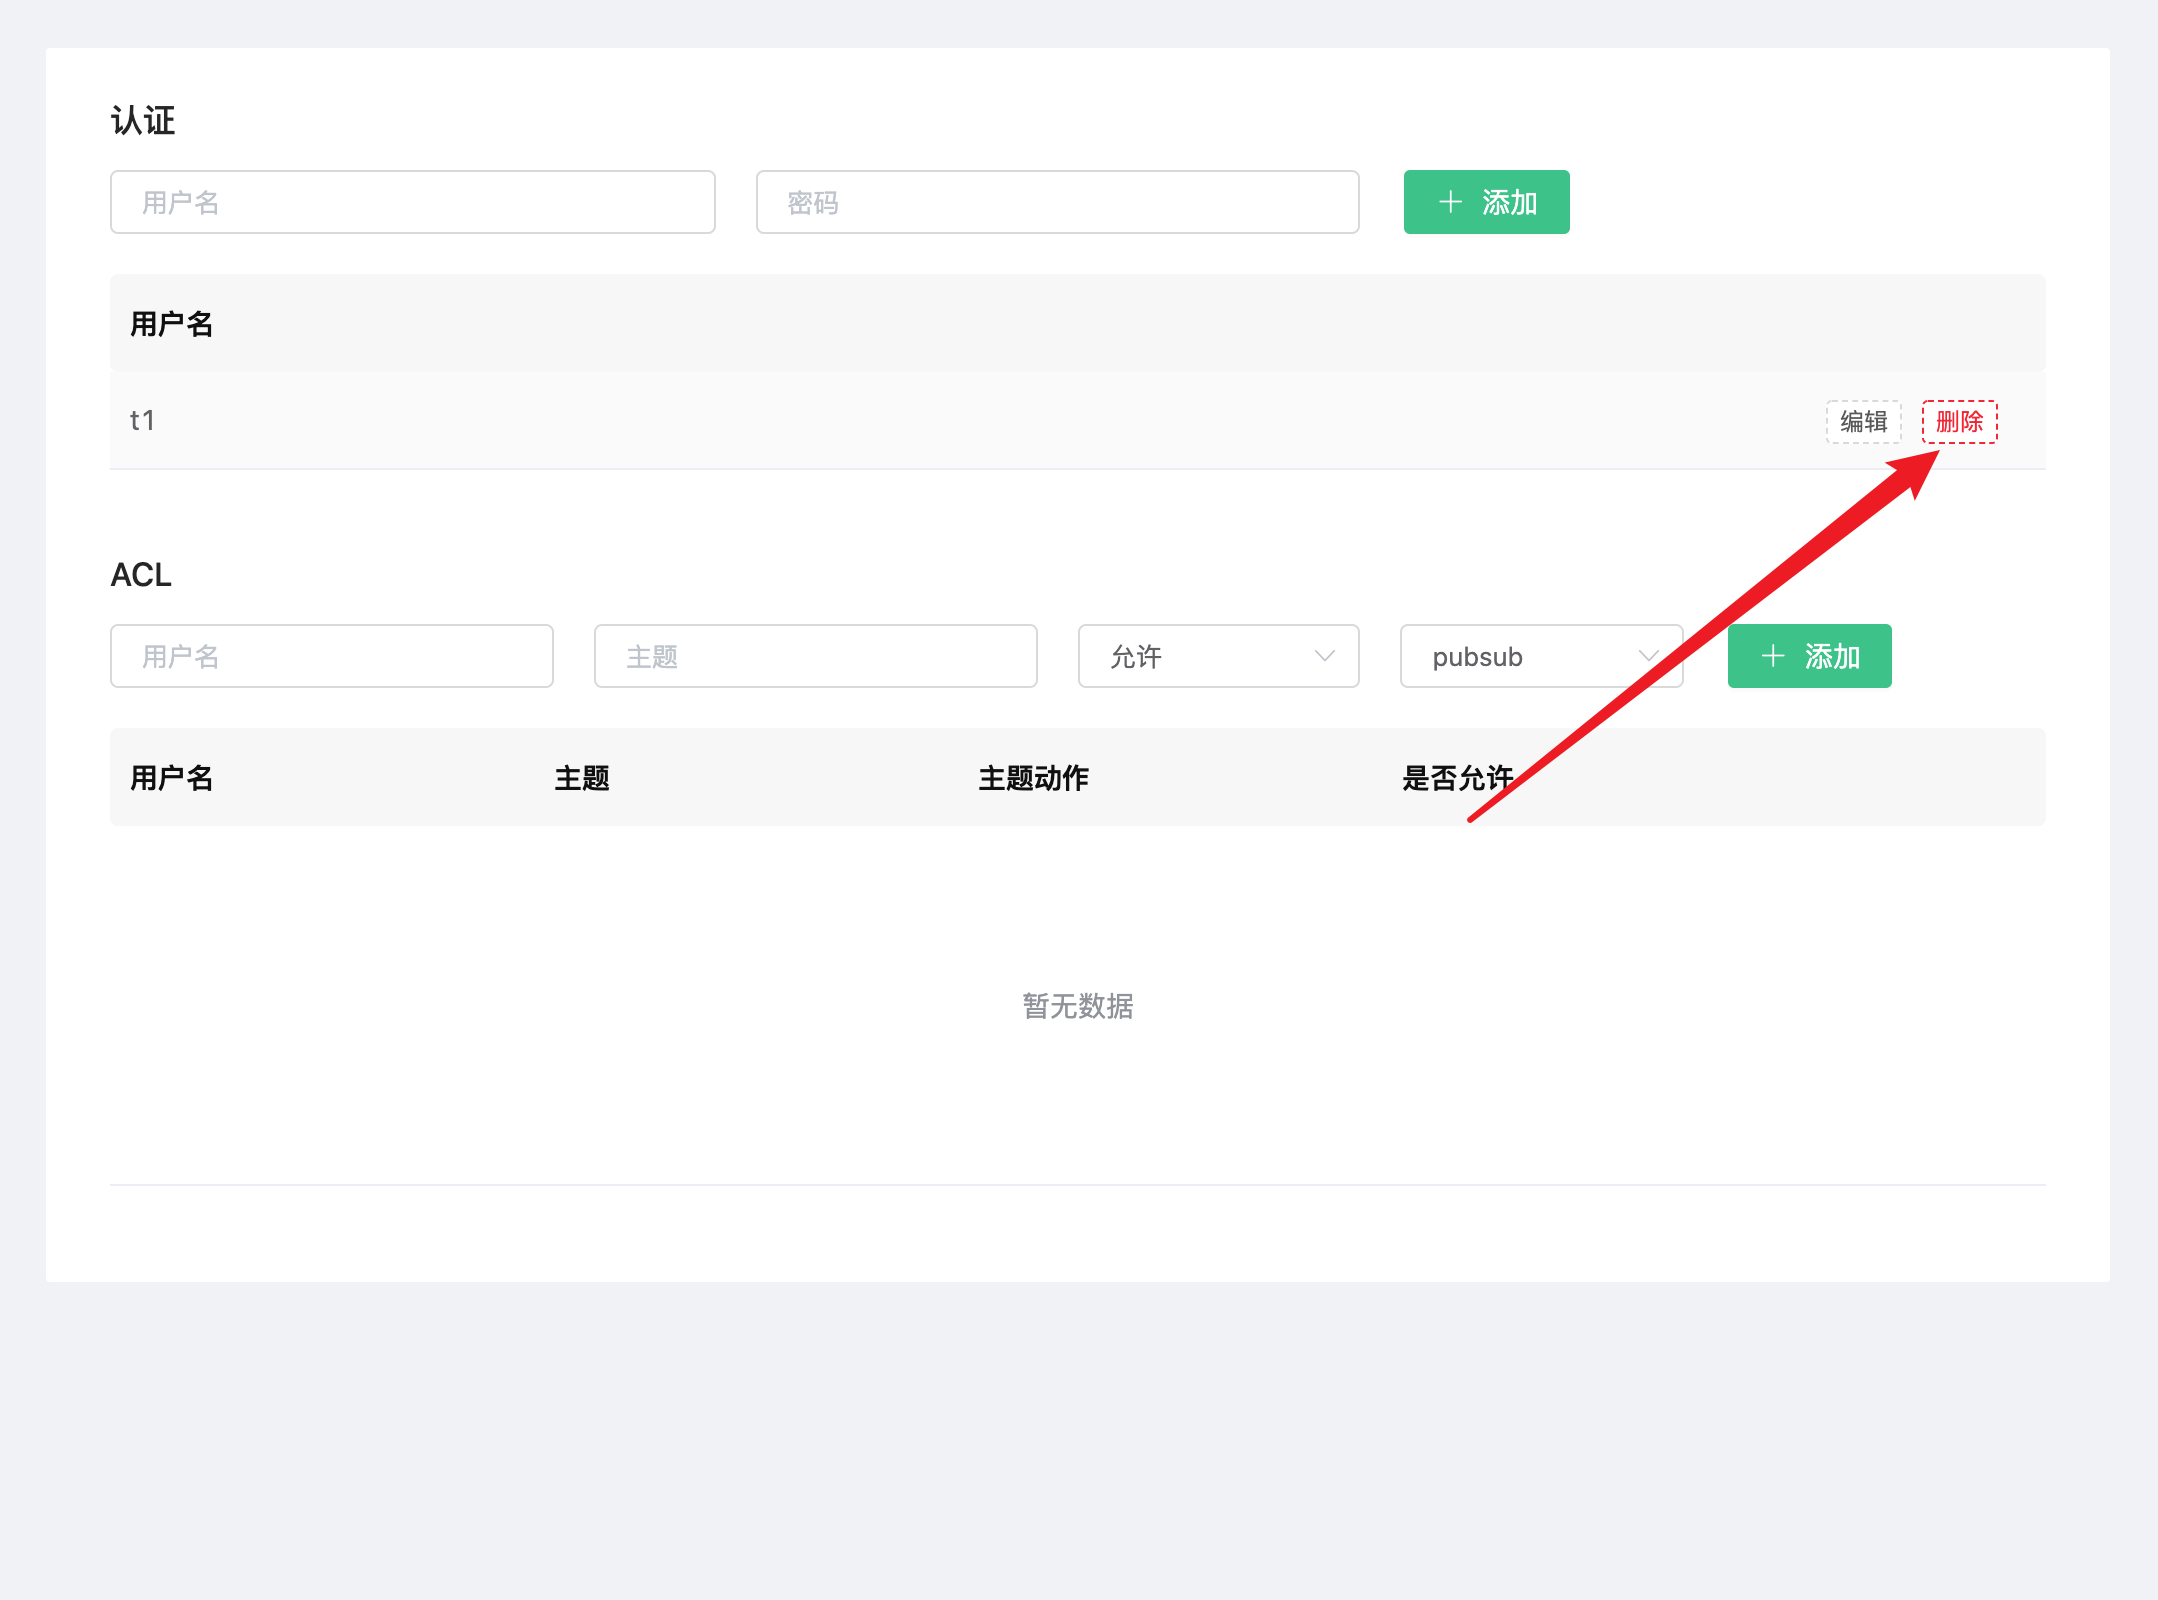 认证
用户名 密码 添加
用户名
t1 编辑 删除
ACL
用户名 主题 允许 pubsub 添加
用户名 主题 主题动作 是否允许
暂无数据